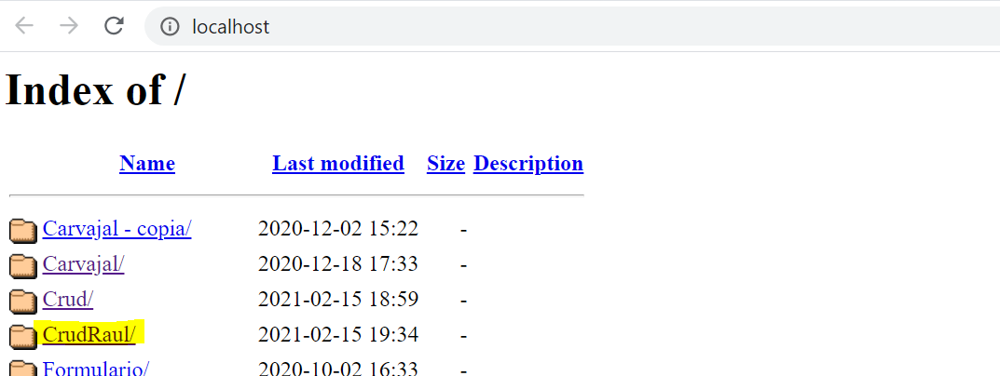 localhost
Index of /
Name Last modified Size Description
Carvajal - copia/ 2020-12-02 15:22 -
Carvajal/ 2020-12-18 17:33 -
Crud/ 2021-02-15 18:59 -
CrudRaul/ 2021-02-15 19:34 -
Formulario/ 2020-10-02 16:33 -